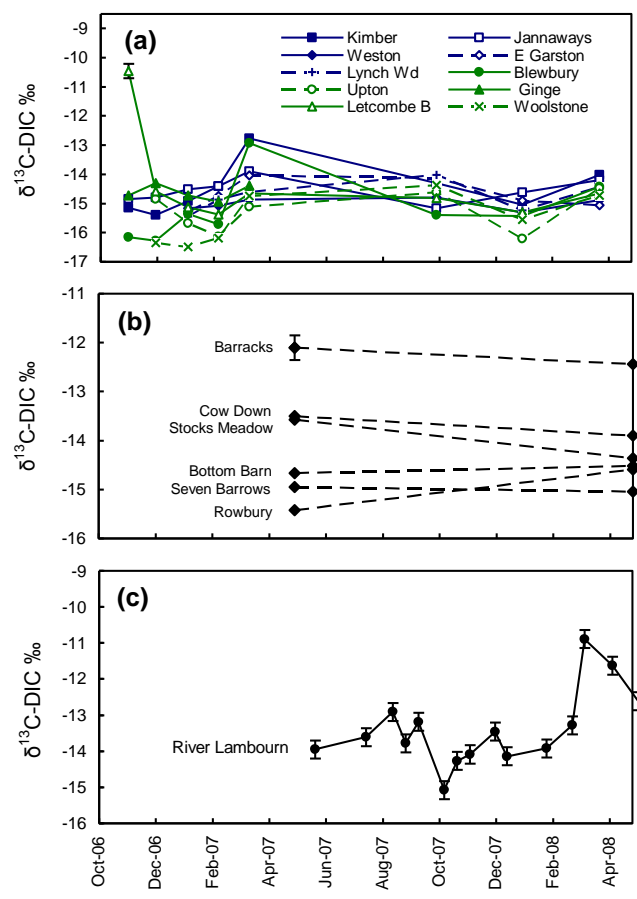 (a)
Kimber
Jannaways
Weston
E Garston
Lynch Wd
Blewbury
Upton
Ginge
Letcombe B
Woolstone
-8
-9
-10
-11
-12
-13
-14
-15
-16
-17
δ¹³C-DIC ‰
(b)
-11
-12
-13
-14
-15
-16
δ¹³C-DIC ‰
Barracks
Cow Down
Stocks Meadow
Bottom Barn
Seven Barrows
Rowbury
(c)
-9
-10
-11
-12
-13
-14
-15
-16
δ¹³C-DIC ‰
River Lambourn
Oct-06
Dec-06
Feb-07
Apr-07
Jun-07
Aug-07
Oct-07
Dec-07
Feb-08
Apr-08